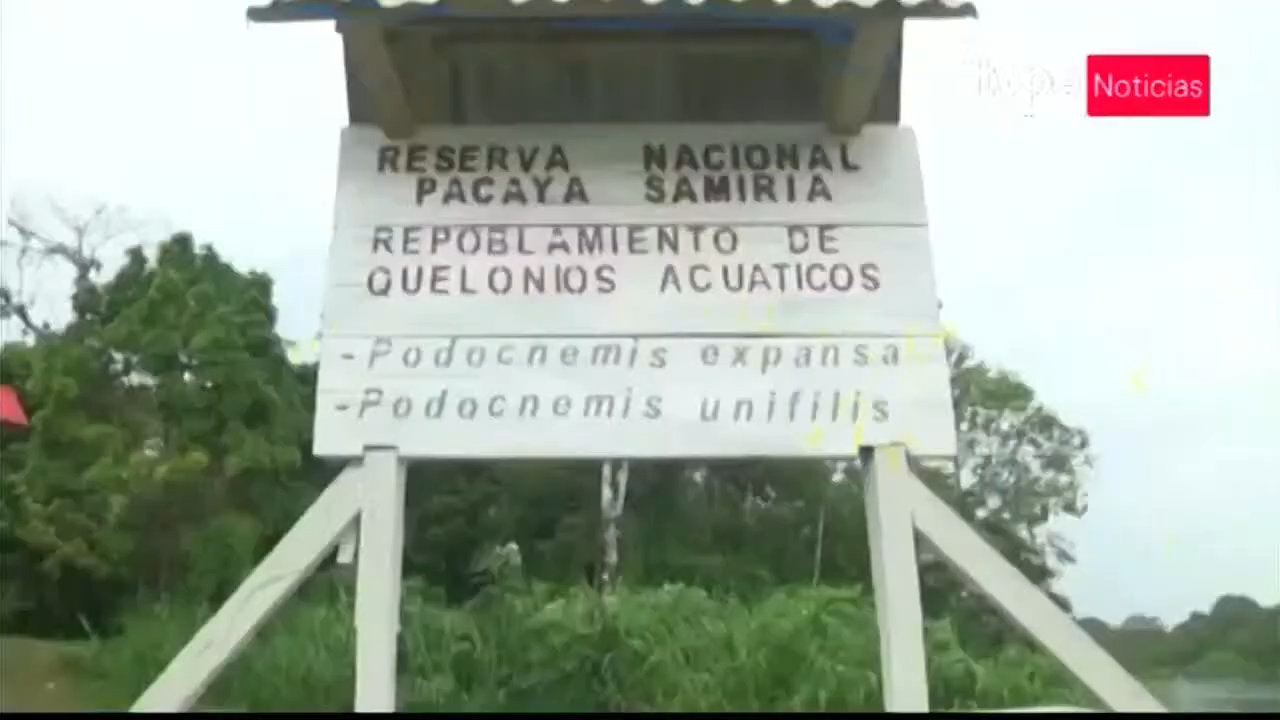 Noticias
RESERVA NACIONAL
PACAYA SAMIRIA
REPOBLAMIENTO DE
QUELONIOS ACUATICOS
-Podocnemis expansa
-Podocnemis unifilis